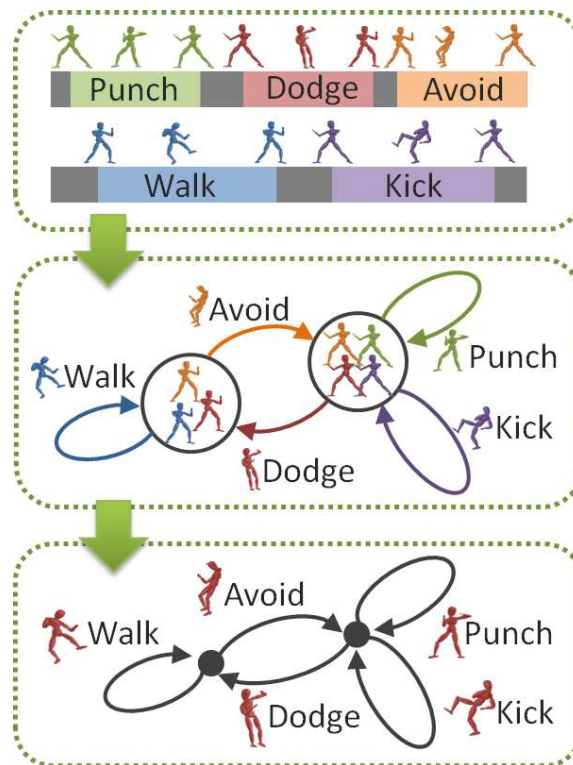 Punch Dodge Avoid
Walk Kick
Avoid
Walk
Punch
Kick
Dodge
Avoid
Walk
Punch
Dodge
Kick